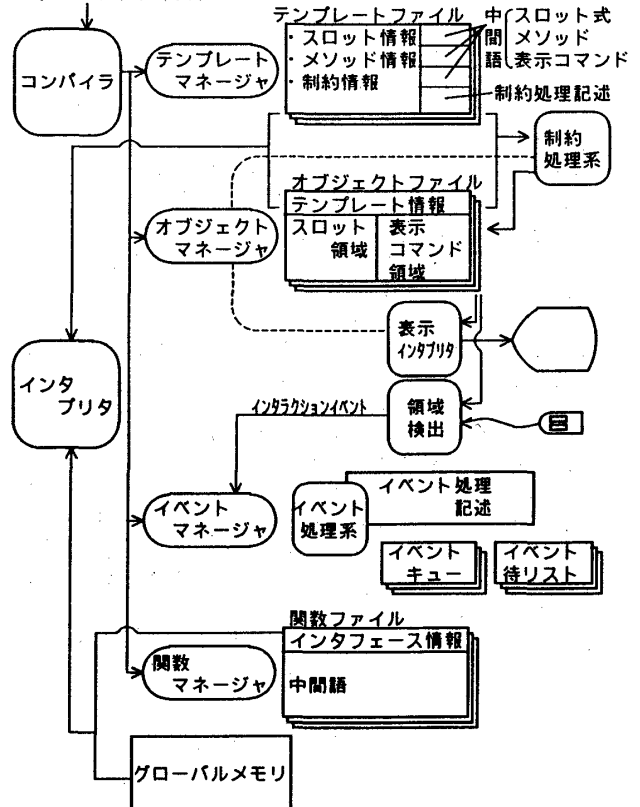 テンプレートファイル
中間語
スロット式
メソッド
表示コマンド
・スロット情報
・メソッド情報
・制約情報
制約処理記述
コンパイラ
テンプレート
マネージャ
制約
処理系
オブジェクトファイル
テンプレート情報
スロット
領域
表示
コマンド
領域
オブジェクト
マネージャ
表示
インタプリタ
インタ
プリタ
インタラクションイベント
領域
検出
イベント
マネージャ
イベント
処理系
イベント処理
記述
イベント
キュー
イベント
待リスト
関数ファイル
インタフェース情報
中間語
関数
マネージャ
グローバルメモリ